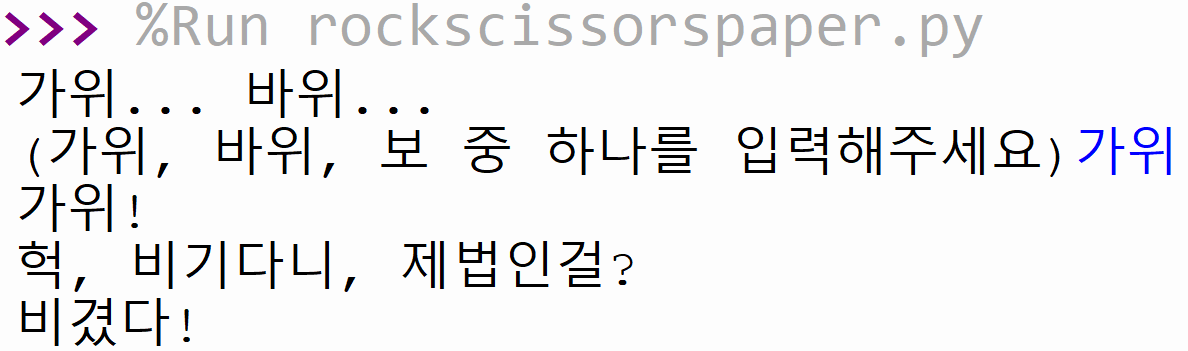 >>> %Run rockscissorspaper.py
가위... 바위...
(가위, 바위, 보 중 하나를 입력해주세요)가위
가위!
헉, 비기다니, 제법인걸?
비겼다!